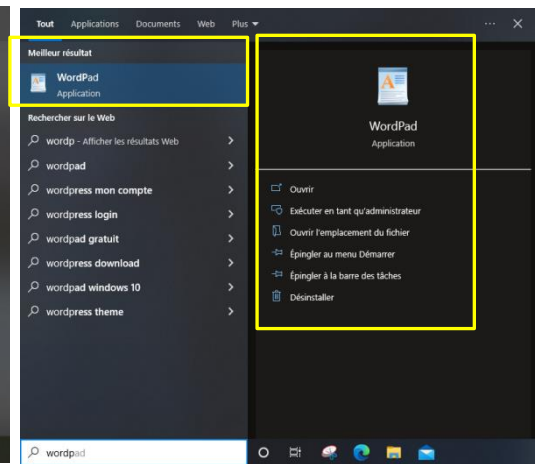 Tout Applications Documents Web Plus
Meilleur résultat
WordPad
Application
Rechercher sur le Web
wordp - Afficher les résultats Web
wordpad
wordpress mon compte
wordpress login
wordpad gratuit
wordpress download
wordpad windows 10
wordpress theme
WordPad
Application
Ouvrir
Exécuter en tant qu'administrateur
Ouvrir l'emplacement du fichier
Épingler au menu Démarrer
Épingler à la barre des tâches
Désinstaller
wordpad